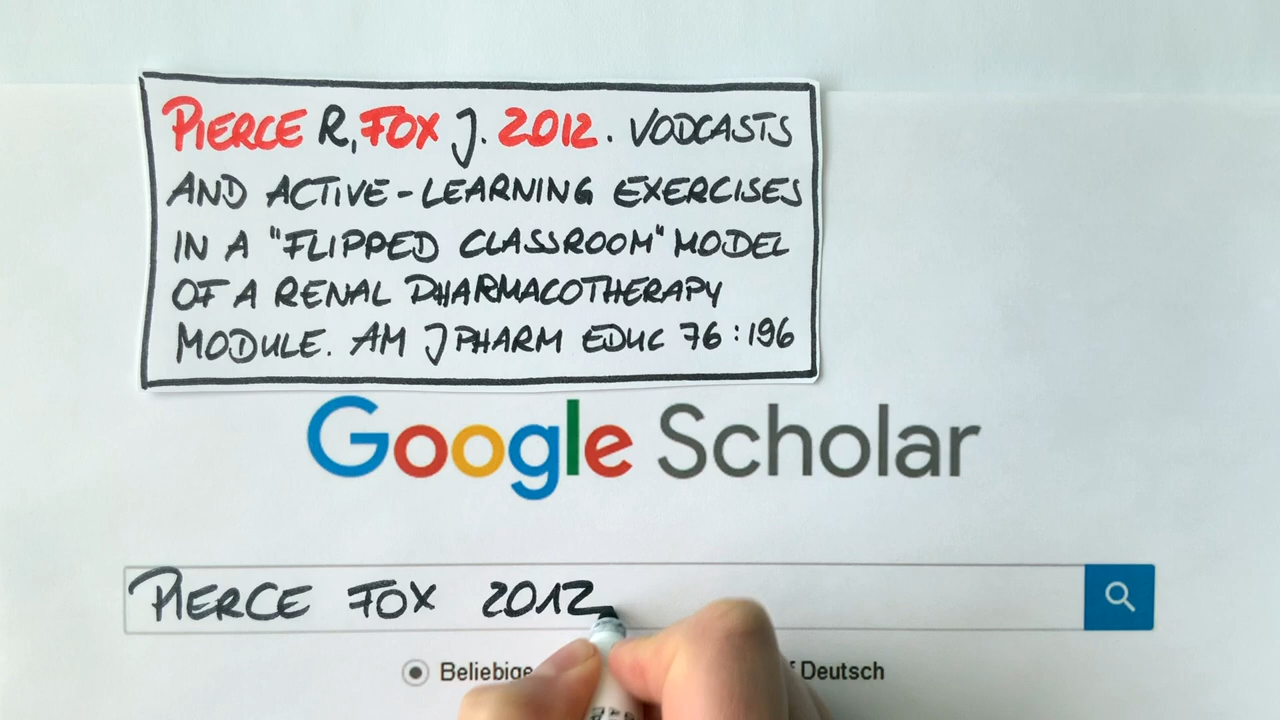 PIERCE R, FOX J. 2012. VODCASTS
AND ACTIVE-LEARNING EXERCISES
IN A "FLIPPED CLASSROOM" MODEL
OF A RENAL PHARMACOTHERAPY
MODULE. AM J PHARM EDUC 76:196
Google Scholar
PIERCE FOX 2012
Deutsch